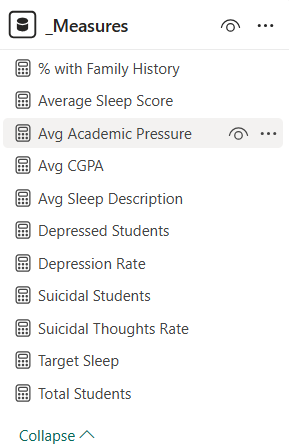 _Measures
% with Family History
Average Sleep Score
Avg Academic Pressure
Avg CGPA
Avg Sleep Description
Depressed Students
Depression Rate
Suicidal Students
Suicidal Thoughts Rate
Target Sleep
Total Students
Collapse